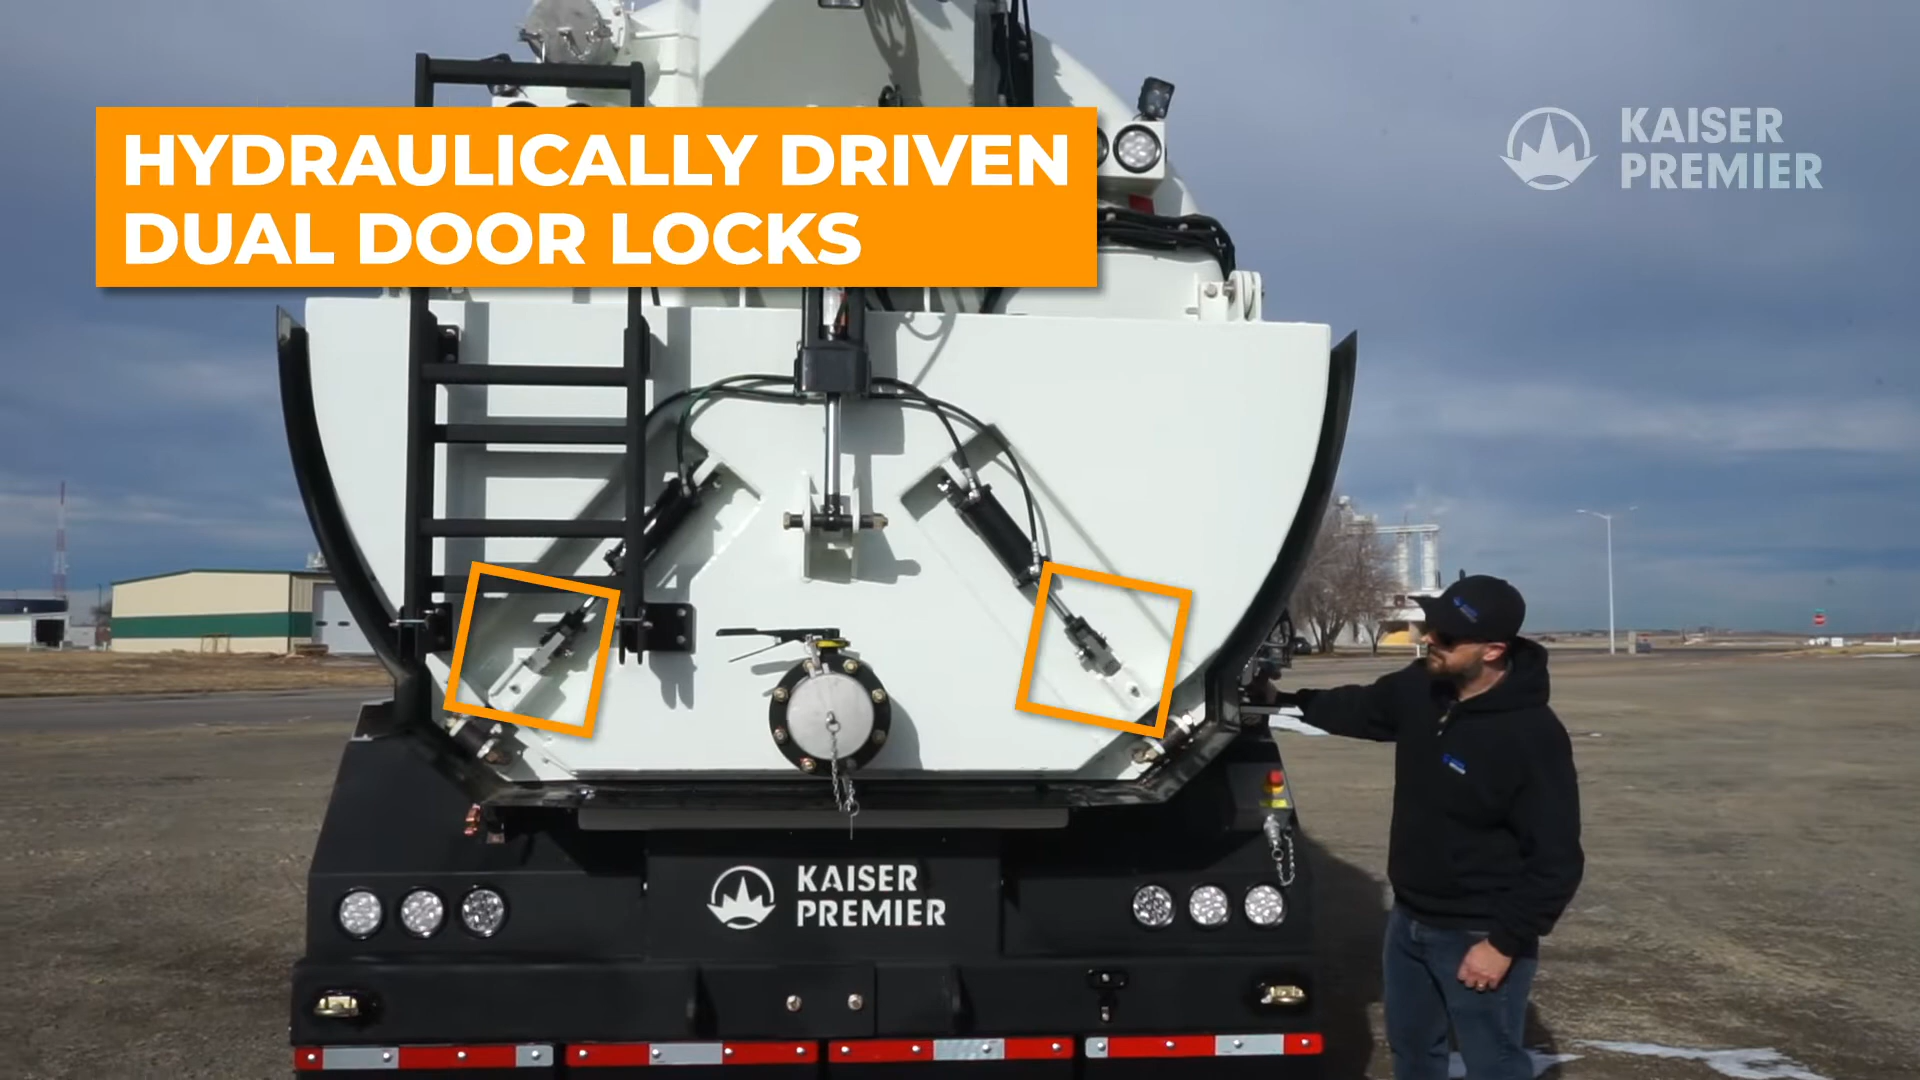 HYDRAULICALLY DRIVEN
DUAL DOOR LOCKS
KAISER
PREMIER
KAISER
PREMIER